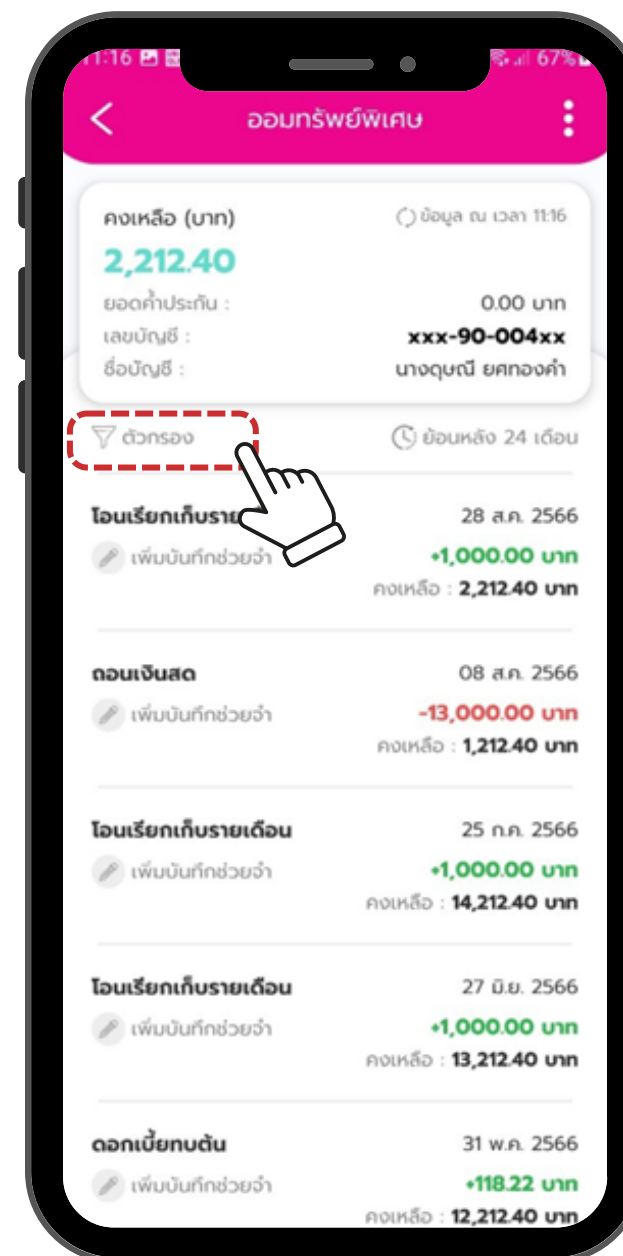 11:16 67%
ออมทรัพย์พิเศษ
คงเหลือ (บาท) ข้อมูล ณ เวลา 11:16
2,212.40
ยอดค้ำประกัน : 0.00 บาท
เลขบัญชี : xxx-90-004xx
ชื่อบัญชี : นางดุษณี ยศทองคำ
ตัวกรอง ย้อนหลัง 24 เดือน
โอนเรียกเก็บราย 28 ส.ค. 2566
เพิ่มบันทึกช่วยจำ +1,000.00 บาท
คงเหลือ : 2,212.40 บาท
ถอนเงินสด 08 ส.ค. 2566
เพิ่มบันทึกช่วยจำ -13,000.00 บาท
คงเหลือ : 1,212.40 บาท
โอนเรียกเก็บรายเดือน 25 ก.ค. 2566
เพิ่มบันทึกช่วยจำ +1,000.00 บาท
คงเหลือ : 14,212.40 บาท
โอนเรียกเก็บรายเดือน 27 มิ.ย. 2566
เพิ่มบันทึกช่วยจำ +1,000.00 บาท
คงเหลือ : 13,212.40 บาท
ดอกเบี้ยทบต้น 31 พ.ค. 2566
เพิ่มบันทึกช่วยจำ +118.22 บาท
คงเหลือ : 12,212.40 บาท